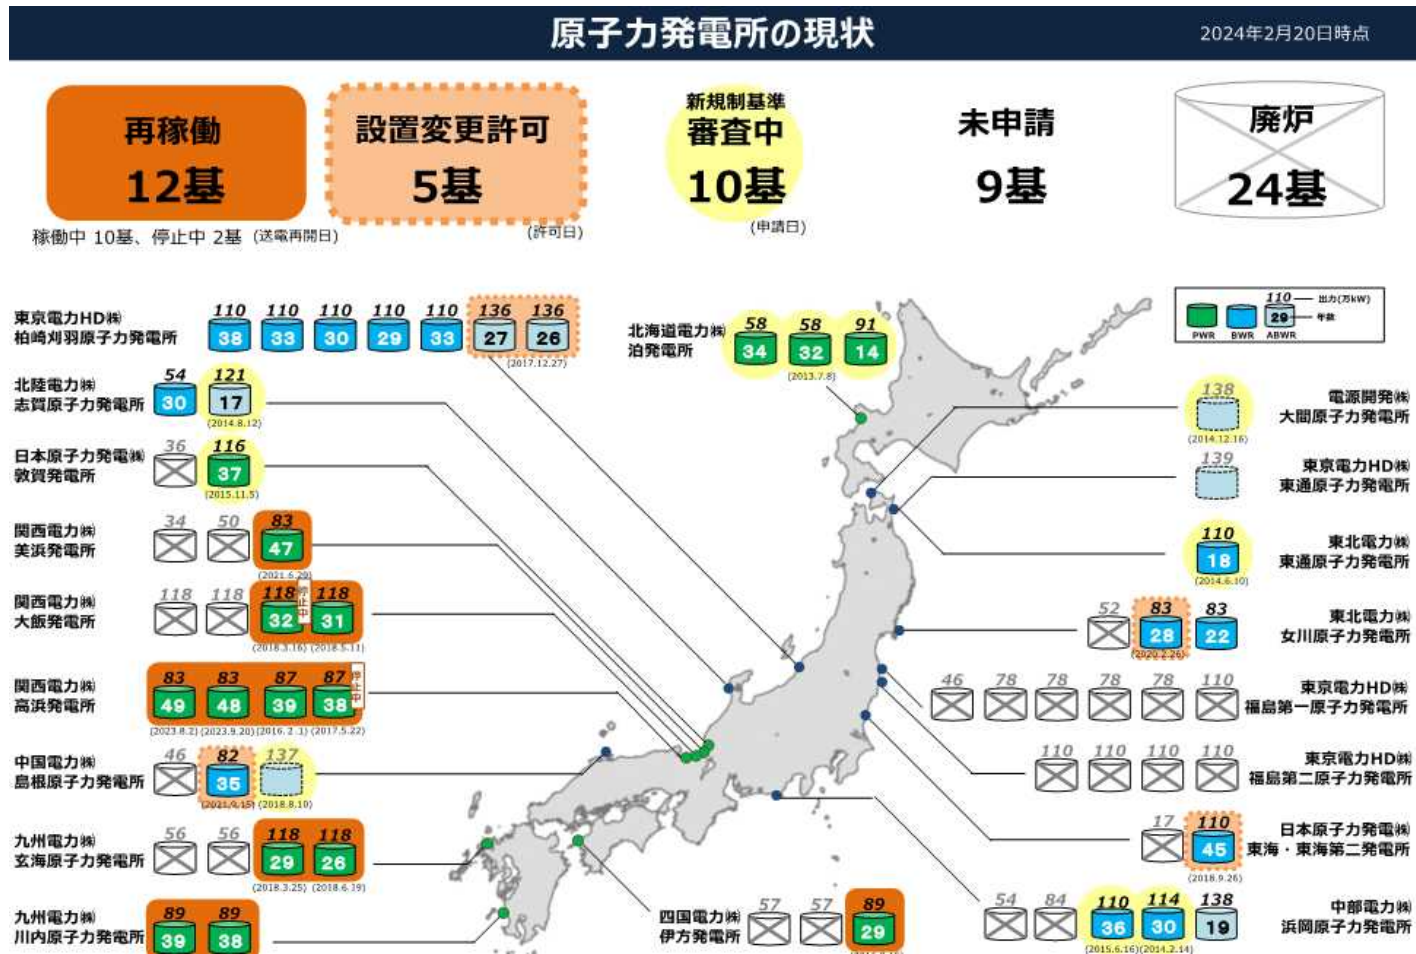 原子力発電所の現状
2024年2月20日時点
再稼働
12基
稼働中 10基、停止中 2基 (送電再開日)
設置変更許可
5基
(許可日)
新規制基準
審査中
10基
(申請日)
未申請
9基
廃炉
24基
110 出力(万kW)
29 年数
PWR BWR ABWR
東京電力HD㈱
柏崎刈羽原子力発電所
110 110 110 110 110 136 136
38 33 30 29 33 27 26
(2017.12.27)
北陸電力㈱
志賀原子力発電所
54 121
30 17
(2014.8.12)
日本原子力発電㈱
敦賀発電所
36 116
37
(2015.11.5)
関西電力㈱
美浜発電所
34 50 83
47
(2021.6.29)
関西電力㈱
大飯発電所
118 118 118 118
停止中
32 31
(2018.3.16) (2018.5.11)
関西電力㈱
高浜発電所
83 83 87 87
停止中
49 48 39 38
(2023.8.2) (2023.9.20) (2016.2.1) (2017.5.22)
中国電力㈱
島根原子力発電所
46 82 137
35
(2021.9.15) (2018.8.10)
九州電力㈱
玄海原子力発電所
56 56 118 118
29 26
(2018.3.25) (2018.6.19)
九州電力㈱
川内原子力発電所
89 89
39 38
北海道電力㈱
泊発電所
58 58 91
34 32 14
(2013.7.8)
138
電源開発㈱
大間原子力発電所
(2014.12.16)
139
東京電力HD㈱
東通原子力発電所
110
18
東北電力㈱
東通原子力発電所
(2014.6.10)
52 83 83
28 22
東北電力㈱
女川原子力発電所
(2020.2.26)
46 78 78 78 78 110
東京電力HD㈱
福島第一原子力発電所
110 110 110 110
東京電力HD㈱
福島第二原子力発電所
17 110
45
日本原子力発電㈱
東海・東海第二発電所
(2018.9.26)
54 84 110 114 138
36 30 19
中部電力㈱
浜岡原子力発電所
(2015.6.16) (2014.2.14)
四国電力㈱
伊方発電所
57 57 89
29